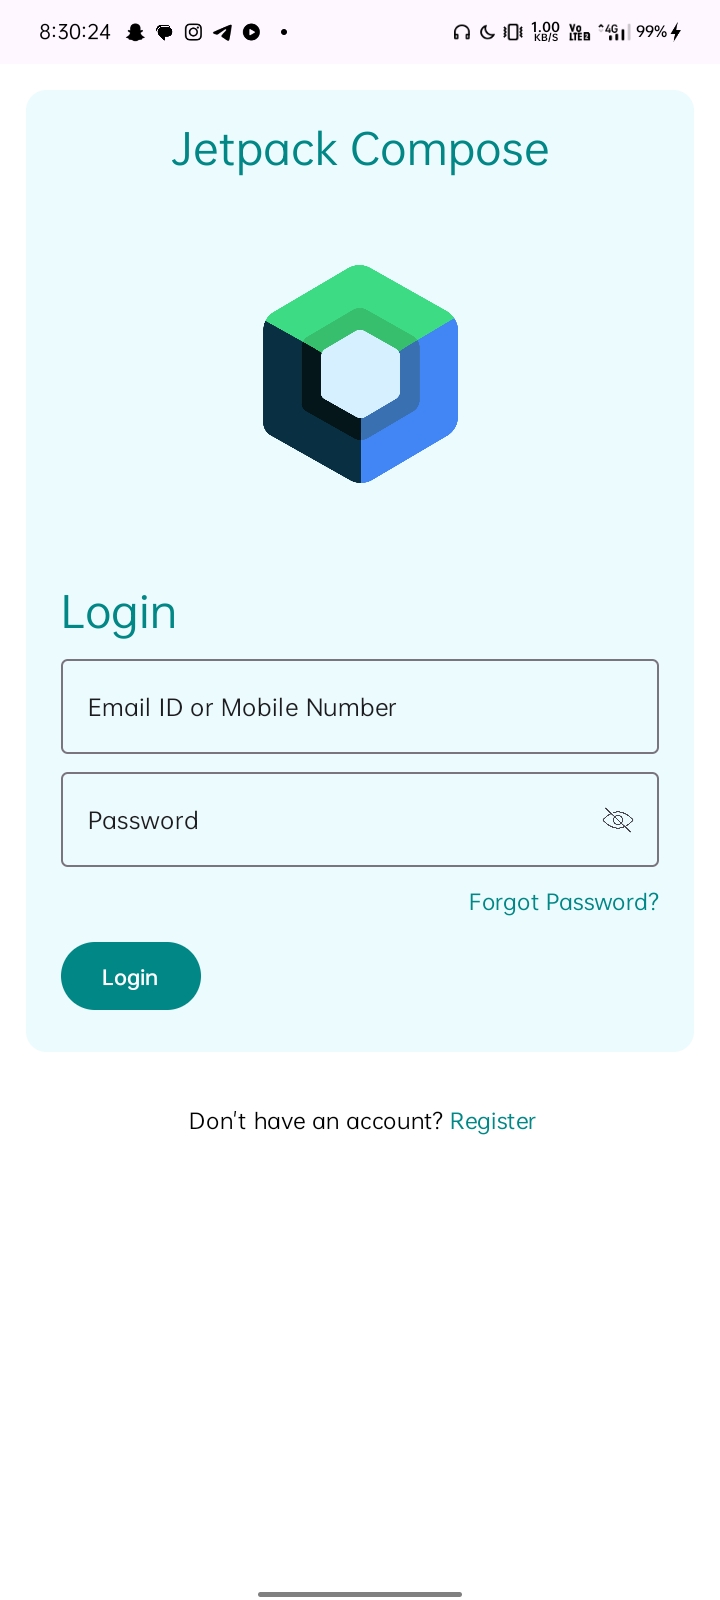 8:30:24 1.00 KB/S Vo LTE 4G 99%
Jetpack Compose
Login
Email ID or Mobile Number
Password
Forgot Password?
Login
Don't have an account? Register